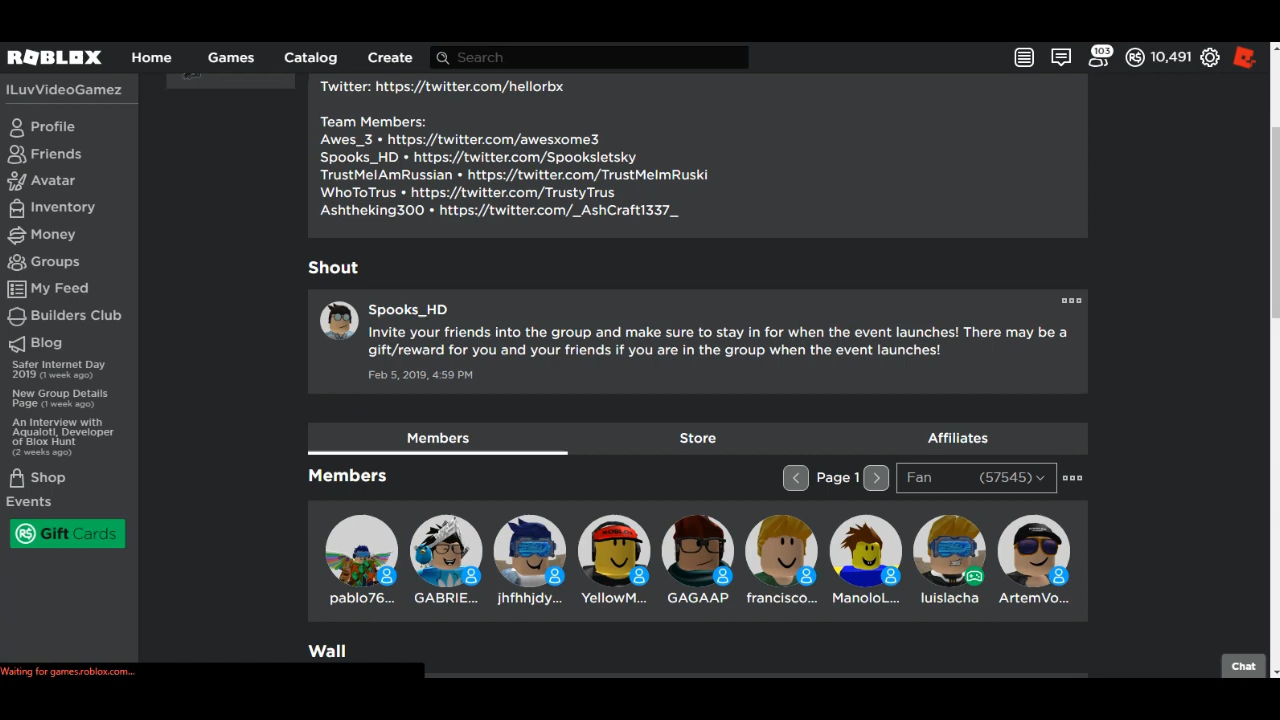 ROBLOX Home Games Catalog Create Search 103 10,491
ILuvVideoGamez
Profile
Friends
Avatar
Inventory
Money
Groups
My Feed
Builders Club
Blog
Safer Internet Day
2019 (1 week ago)
New Group Details
Page (1 week ago)
An Interview with
Aqualotl, Developer
of Blox Hunt
(2 weeks ago)
Shop
Events
Gift Cards
Twitter: https://twitter.com/hellorbx
Team Members:
Awes_3 • https://twitter.com/awesxome3
Spooks_HD • https://twitter.com/Spooksletsky
TrustMeIAmRussian • https://twitter.com/TrustMeImRuski
WhoToTrus • https://twitter.com/TrustyTrus
Ashtheking300 • https://twitter.com/_AshCraft1337_
Shout
Spooks_HD
Invite your friends into the group and make sure to stay in for when the event launches! There may be a
gift/reward for you and your friends if you are in the group when the event launches!
Feb 5, 2019, 4:59 PM
Members Store Affiliates
Members Page 1 Fan (57545)
pablo76... GABRIE... jhfhhjdy... YellowM... GAGAAP francisco... ManoloL... luislacha ArtemVo...
Wall
Waiting for games.roblox.com...
Chat